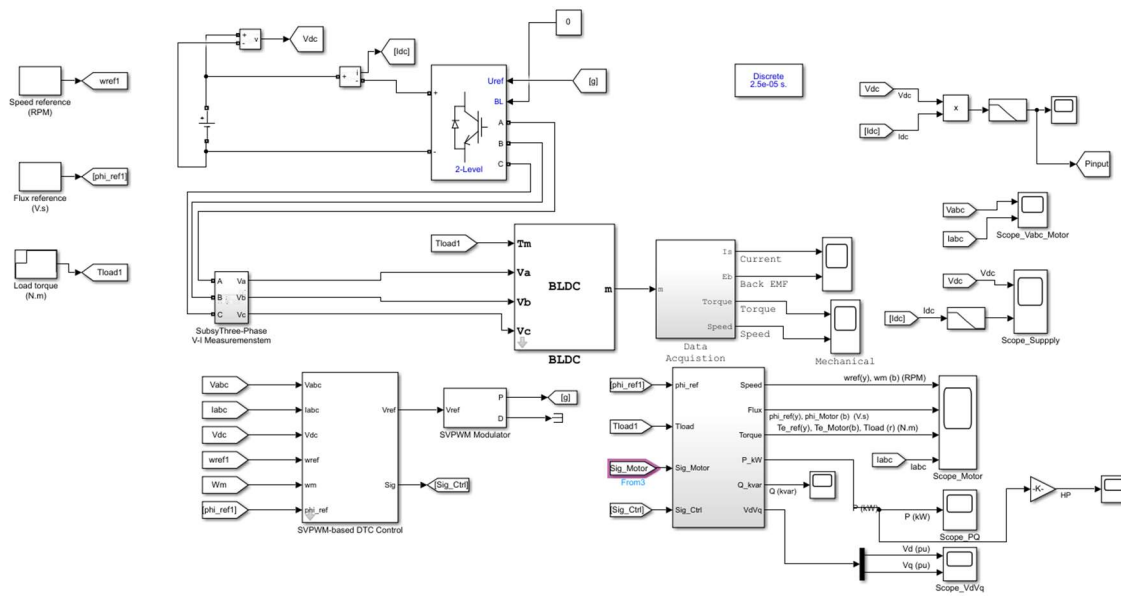 0
+
-
v
Vdc
[Idc]
+
i
-
Speed reference
(RPM)
wref1
Uref
[g]
Discrete
2.5e-05 s.
BL
+
A
B
C
-
2-Level
+
Vdc
Vdc
x
[Idc]
Idc
Pinput
Flux reference
(V.s)
[phi_ref1]
Vabc
Iabc
Scope_Vabc_Motor
Load torque
(N.m)
Tload1
Tload1
Tm
Va
Vb
Vc
BLDC
m
BLDC
m
Is
Current
Eb
Back EMF
Torque
Torque
Speed
Speed
Data
Acquistion
Mechanical
Vdc
Vdc
[Idc]
Idc
Scope_Suppply
A
Va
B
Vb
C
Vc
SubsyThree-Phase
V-I Measuremenstem
Vabc
Vabc
Iabc
Iabc
Vdc
Vdc
wref1
wref
Wm
wm
[phi_ref1]
phi_ref
Vref
Sig
[Sig_Ctrl]
SVPWM-based DTC Control
Vref
P
D
[g]
SVPWM Modulator
[phi_ref1]
phi_ref
Tload1
Tload
Sig_Motor
Sig_Motor
From3
[Sig_Ctrl]
Sig_Ctrl
Speed
wref(y), wm (b) (RPM)
Flux
phi_ref(y), phi_Motor (b) (V.s)
Torque
Te_ref(y), Te_Motor(b), Tload (r) (N.m)
P_kW
Iabc
Iabc
Scope_Motor
Q_kvar
Q (kvar)
VdVq
P (kW)
P (kW)
Scope_PQ
-K-
HP
Vd (pu)
Vq (pu)
Scope_VdVq